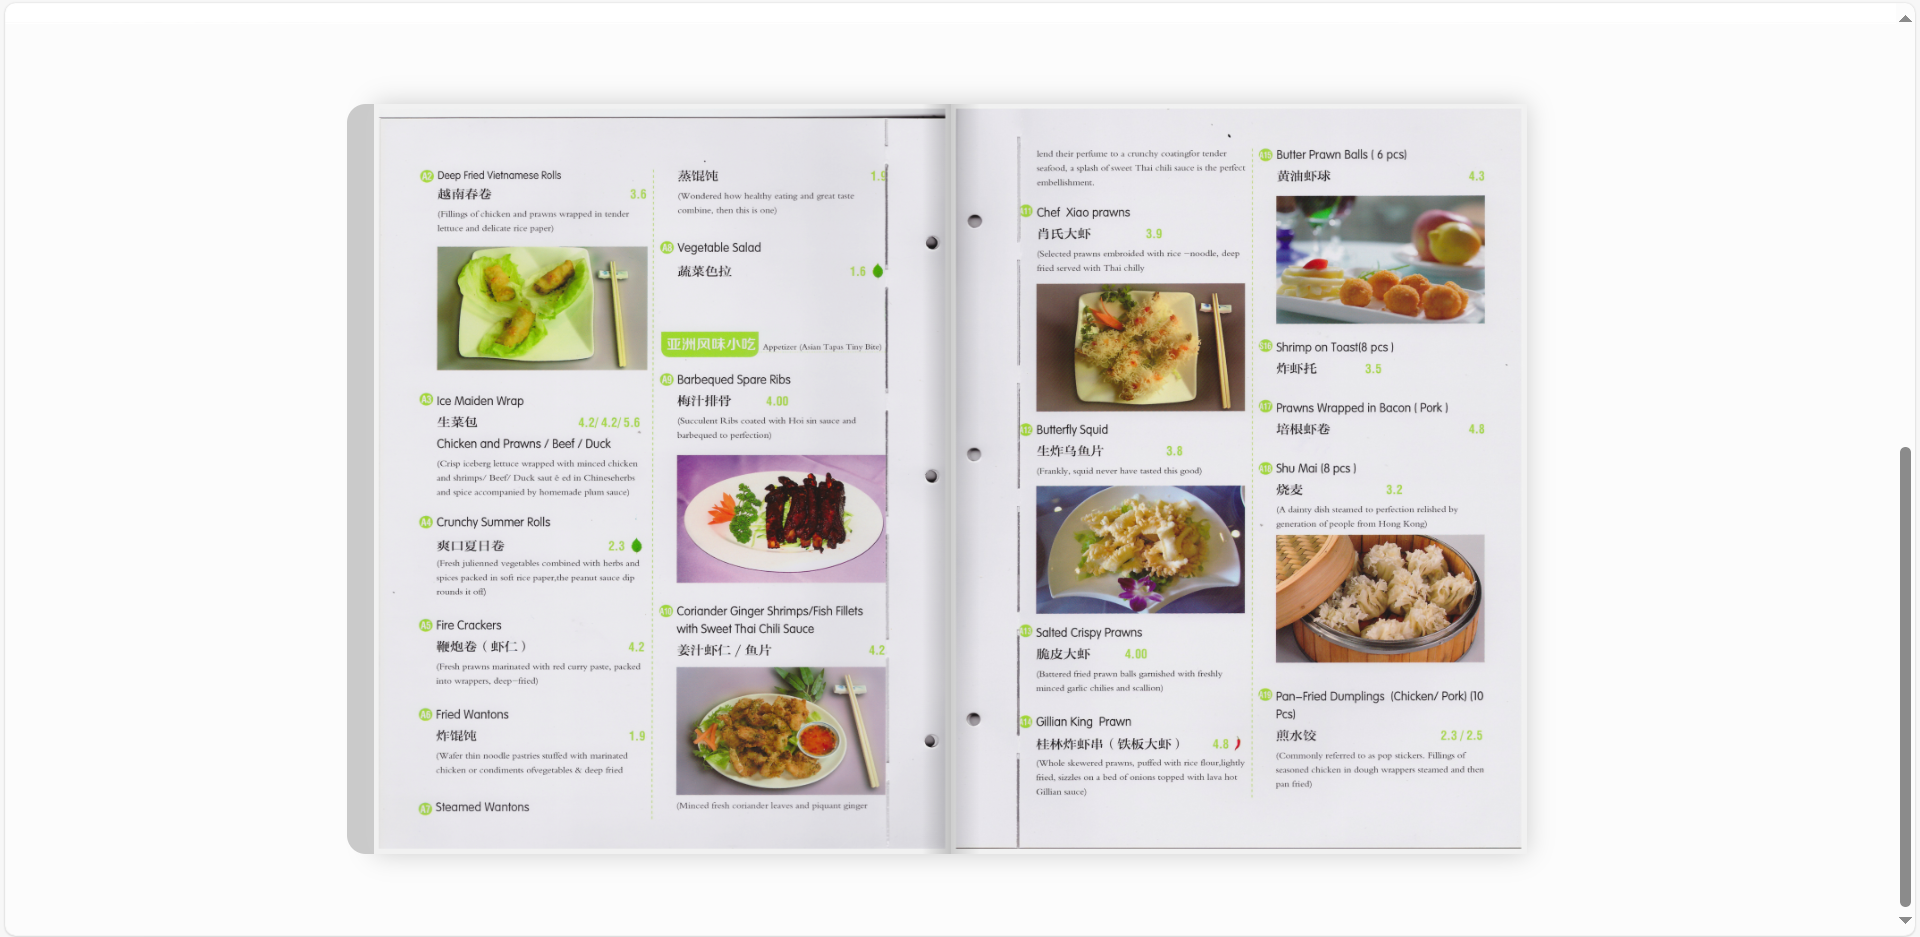 A2 Deep Fried Vietnamese Rolls
越南春卷 3.6
(Fillings of chicken and prawns wrapped in tender
lettuce and delicate rice paper)
A3 Ice Maiden Wrap
生菜包 4.2/ 4.2/ 5.6
Chicken and Prawns / Beef / Duck
(Crisp iceberg lettuce wrapped with minced chicken
and shrimps/ Beef/ Duck saut è ed in Chineseherbs
and spice accompanied by homemade plum sauce)
A4 Crunchy Summer Rolls
爽口夏日卷 2.3
(Fresh julienned vegetables combined with herbs and
spices packed in soft rice paper,the peanut sauce dip
rounds it off)
A5 Fire Crackers
鞭炮卷（虾仁） 4.2
(Fresh prawns marinated with red curry paste, packed
into wrappers, deep-fried)
A6 Fried Wantons
炸馄饨 1.9
(Wafer thin noodle pastries stuffed with marinated
chicken or condiments ofvegetables & deep fried
A7 Steamed Wantons
蒸馄饨 1.9
(Wondered how healthy eating and great taste
combine, then this is one)
A8 Vegetable Salad
蔬菜色拉 1.6
亚洲风味小吃 Appetizer (Asian Tapas Tiny Bite)
A9 Barbequed Spare Ribs
梅汁排骨 4.00
(Succulent Ribs coated with Hoi sin sauce and
barbequed to perfection)
A10 Coriander Ginger Shrimps/Fish Fillets
with Sweet Thai Chili Sauce
姜汁虾仁 / 鱼片 4.2
(Minced fresh coriander leaves and piquant ginger
lend their perfume to a crunchy coatingfor tender
seafood, a splash of sweet Thai chili sauce is the perfect
embellishment.
A11 Chef Xiao prawns
肖氏大虾 3.9
(Selected prawns embroided with rice -noodle, deep
fried served with Thai chilly
A12 Butterfly Squid
生炸乌鱼片 3.8
(Frankly, squid never have tasted this good)
A13 Salted Crispy Prawns
脆皮大虾 4.00
(Battered fried prawn balls garnished with freshly
minced garlic chilies and scallion)
A14 Gillian King Prawn
桂林炸虾串（铁板大虾） 4.8
(Whole skewered prawns, puffed with rice flour,lightly
fried, sizzles on a bed of onions topped with lava hot
Gillian sauce)
A15 Butter Prawn Balls ( 6 pcs)
黄油虾球 4.3
A16 Shrimp on Toast(8 pcs )
炸虾托 3.5
A17 Prawns Wrapped in Bacon ( Pork )
培根虾卷 4.8
A18 Shu Mai (8 pcs )
烧麦 3.2
(A dainty dish steamed to perfection relished by
generation of people from Hong Kong)
A19 Pan-Fried Dumplings (Chicken/ Pork) (10
Pcs)
煎水饺 2.3 / 2.5
(Commonly referred to as pop stickers. Fillings of
seasoned chicken in dough wrappers steamed and then
pan fried)